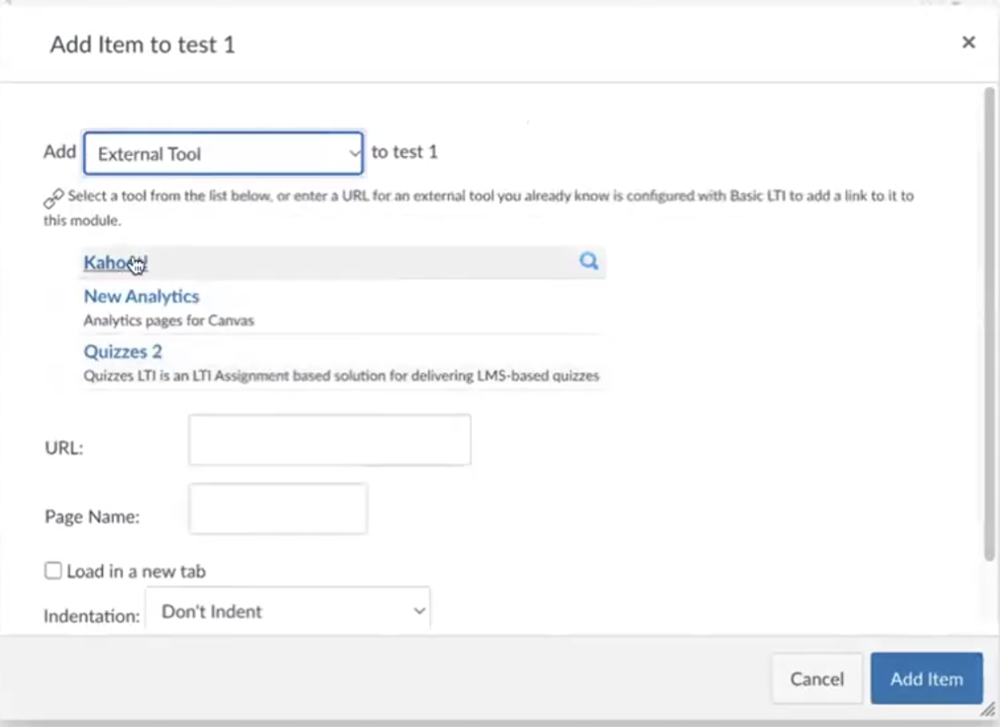 Add Item to test 1
Add External Tool to test 1
Select a tool from the list below, or enter a URL for an external tool you already know is configured with Basic LTI to add a link to it to
this module.
New Analytics
Analytics pages for Canvas
Quizzes 2
Quizzes LTI is an LTI Assignment based solution for delivering LMS-based quizzes
URL:
Page Name:
Load in a new tab
Indentation: Don't Indent
Cancel Add Item